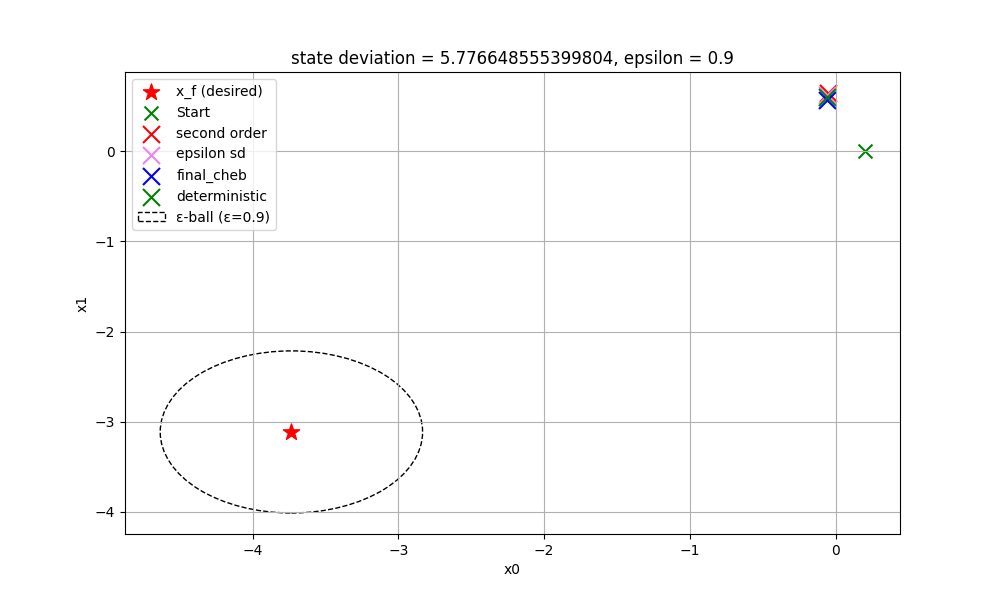 state deviation = 5.776648555399804, epsilon = 0.9
x_f (desired)
Start
second order
epsilon sd
final_cheb
deterministic
ε-ball (ε=0.9)
0
−1
−2
−3
−4
x1
−4
−3
−2
−1
0
x0